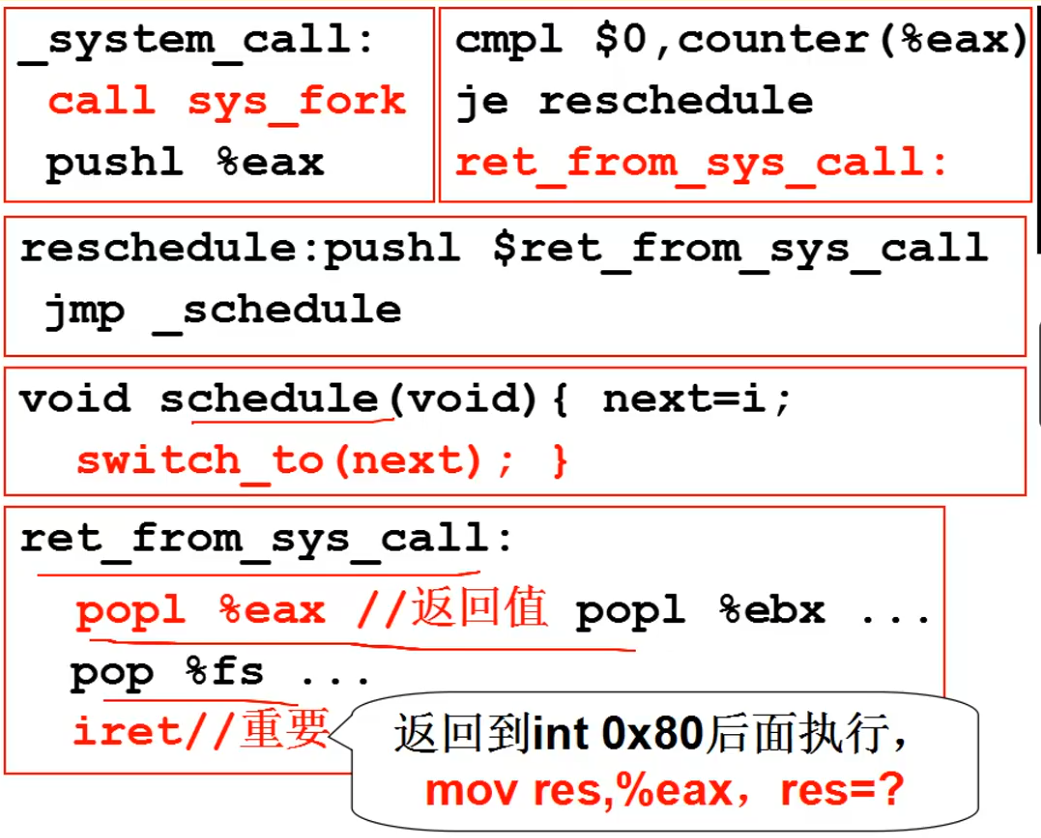 _system_call:
call sys_fork
pushl %eax
cmpl $0,counter(%eax)
je reschedule
ret_from_sys_call:
reschedule:pushl $ret_from_sys_call
jmp _schedule
void schedule(void){ next=i;
switch_to(next); }
ret_from_sys_call:
popl %eax //返回值 popl %ebx ...
pop %fs ...
iret//重要
返回到int 0x80后面执行，
mov res,%eax，res=?